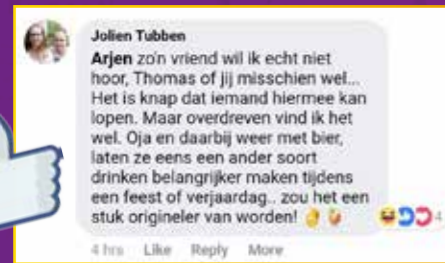 Jolien Tubben
Arjen zo'n vriend wil ik echt niet
hoor, Thomas of jij misschien wel...
Het is knap dat iemand hiermee kan
lopen. Maar overdreven vind ik het
wel. Oja en daarbij weer met bier,
laten ze eens een ander soort
drinken belangrijker maken tijdens
een feest of verjaardag.. zou het een
stuk origineler van worden!
4
4 hrs Like Reply More